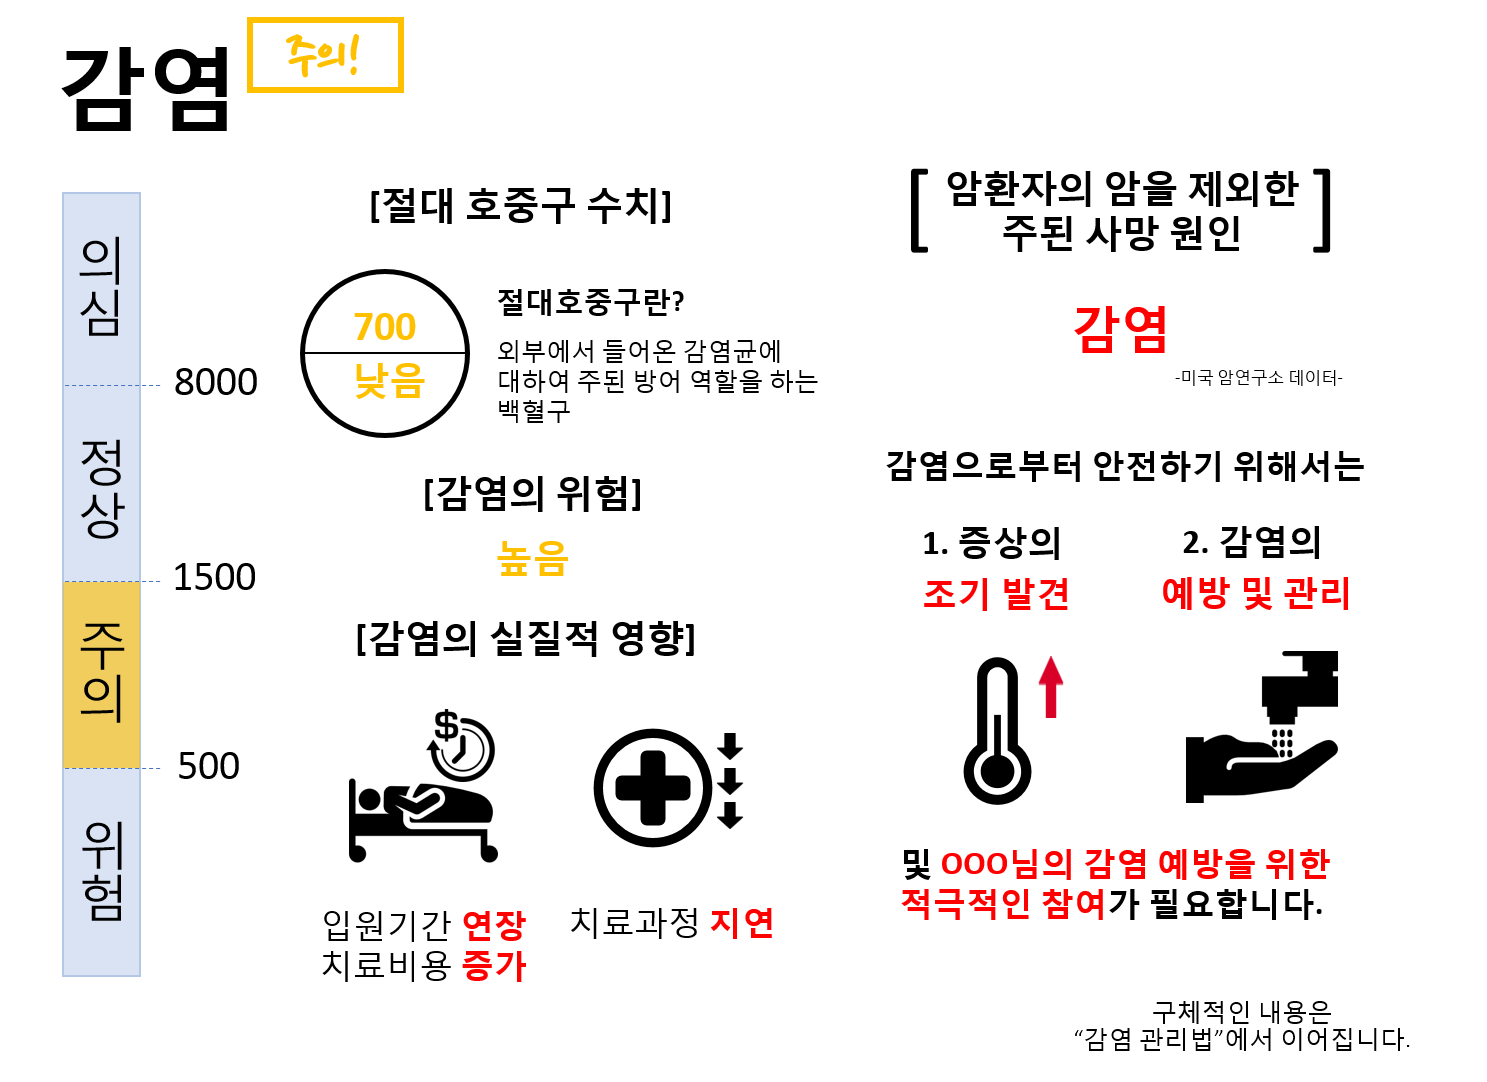 감염
주의!
의심
8000
정상
1500
주의
500
위험
[절대 호중구 수치]
700
낮음
절대호중구란?
외부에서 들어온 감염균에
대하여 주된 방어 역할을 하는
백혈구
[감염의 위험]
높음
[감염의 실질적 영향]
$
입원기간 연장
치료비용 증가
치료과정 지연
[암환자의 암을 제외한
주된 사망 원인]
감염
-미국 암연구소 데이터-
감염으로부터 안전하기 위해서는
1. 증상의
조기 발견
2. 감염의
예방 및 관리
및 OOO님의 감염 예방을 위한
적극적인 참여가 필요합니다.
구체적인 내용은
“감염 관리법”에서 이어집니다.